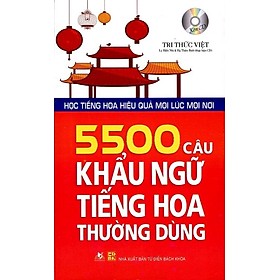 TRI THỨC VIỆT
HỌC TIẾNG HOA HIỆU QUẢ MỌI LÚC MỌI NƠI
5500 CÂU
KHẨU NGỮ
TIẾNG HOA
THƯỜNG DÙNG
NHÀ XUẤT BẢN TỪ ĐIỂN BÁCH KHOA